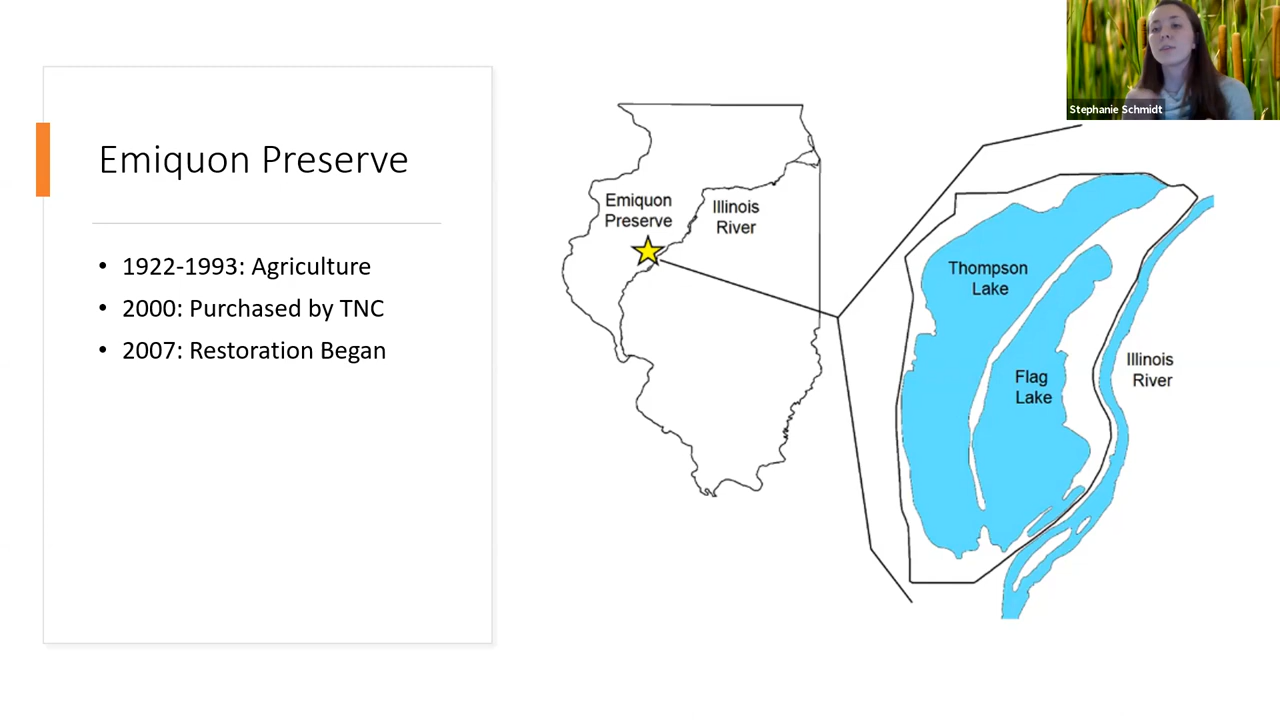 Stephanie Schmidt
Emiquon Preserve
• 1922-1993: Agriculture
• 2000: Purchased by TNC
• 2007: Restoration Began
Emiquon
Preserve
Illinois
River
Thompson
Lake
Flag
Lake
Illinois
River